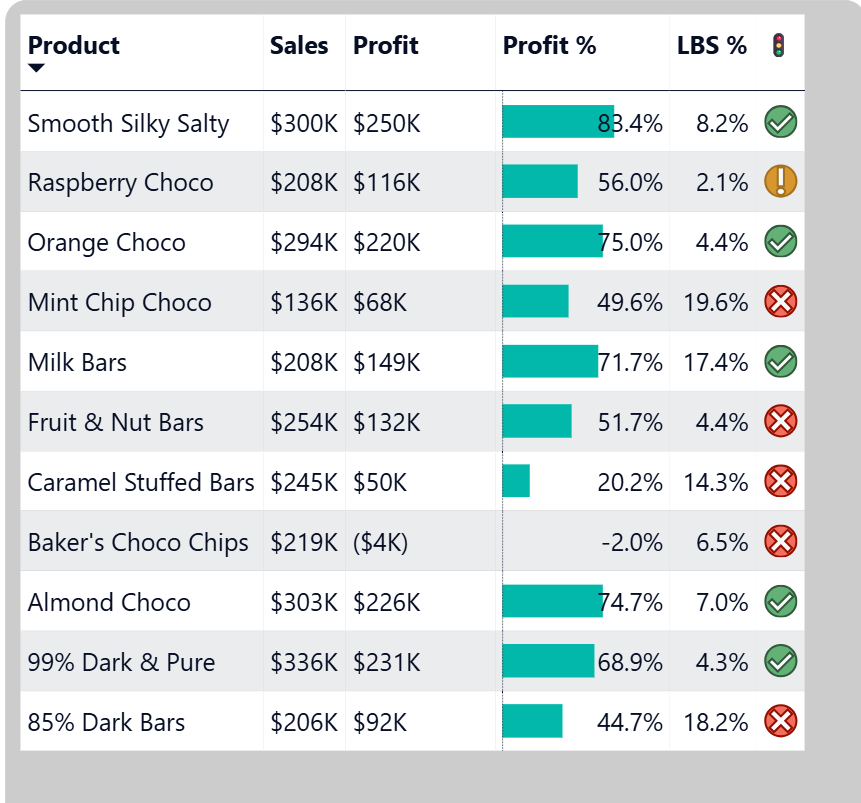 Product Sales Profit Profit % LBS %
Smooth Silky Salty $300K $250K 83.4% 8.2%
Raspberry Choco $208K $116K 56.0% 2.1%
Orange Choco $294K $220K 75.0% 4.4%
Mint Chip Choco $136K $68K 49.6% 19.6%
Milk Bars $208K $149K 71.7% 17.4%
Fruit & Nut Bars $254K $132K 51.7% 4.4%
Caramel Stuffed Bars $245K $50K 20.2% 14.3%
Baker's Choco Chips $219K ($4K) -2.0% 6.5%
Almond Choco $303K $226K 74.7% 7.0%
99% Dark & Pure $336K $231K 68.9% 4.3%
85% Dark Bars $206K $92K 44.7% 18.2%